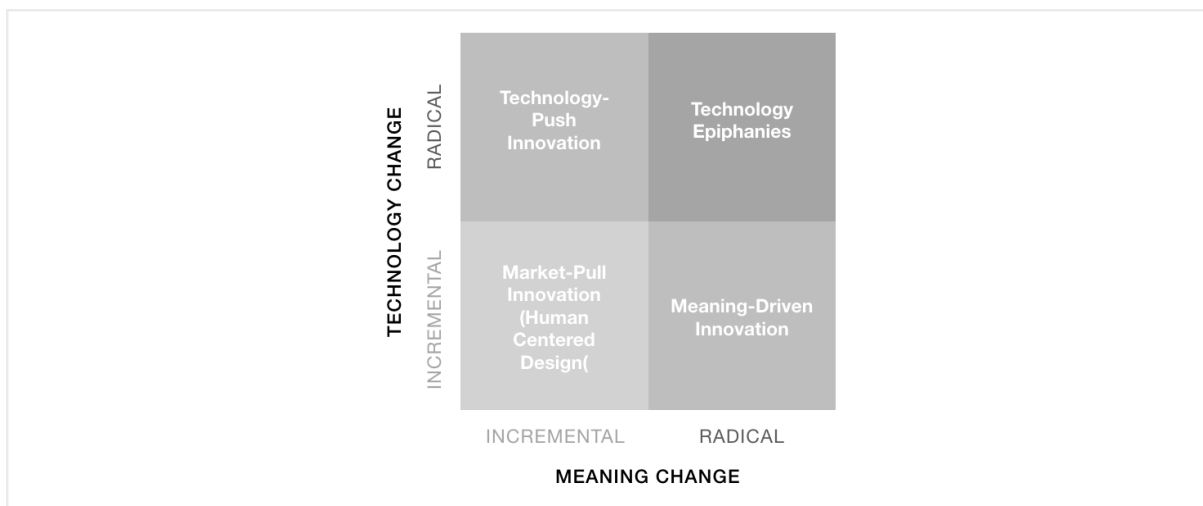 TECHNOLOGY CHANGE
RADICAL
INCREMENTAL
Technology-
Push
Innovation
Technology
Epiphanies
Market-Pull
Innovation
(Human
Centered
Design(
Meaning-Driven
Innovation
INCREMENTAL
RADICAL
MEANING CHANGE